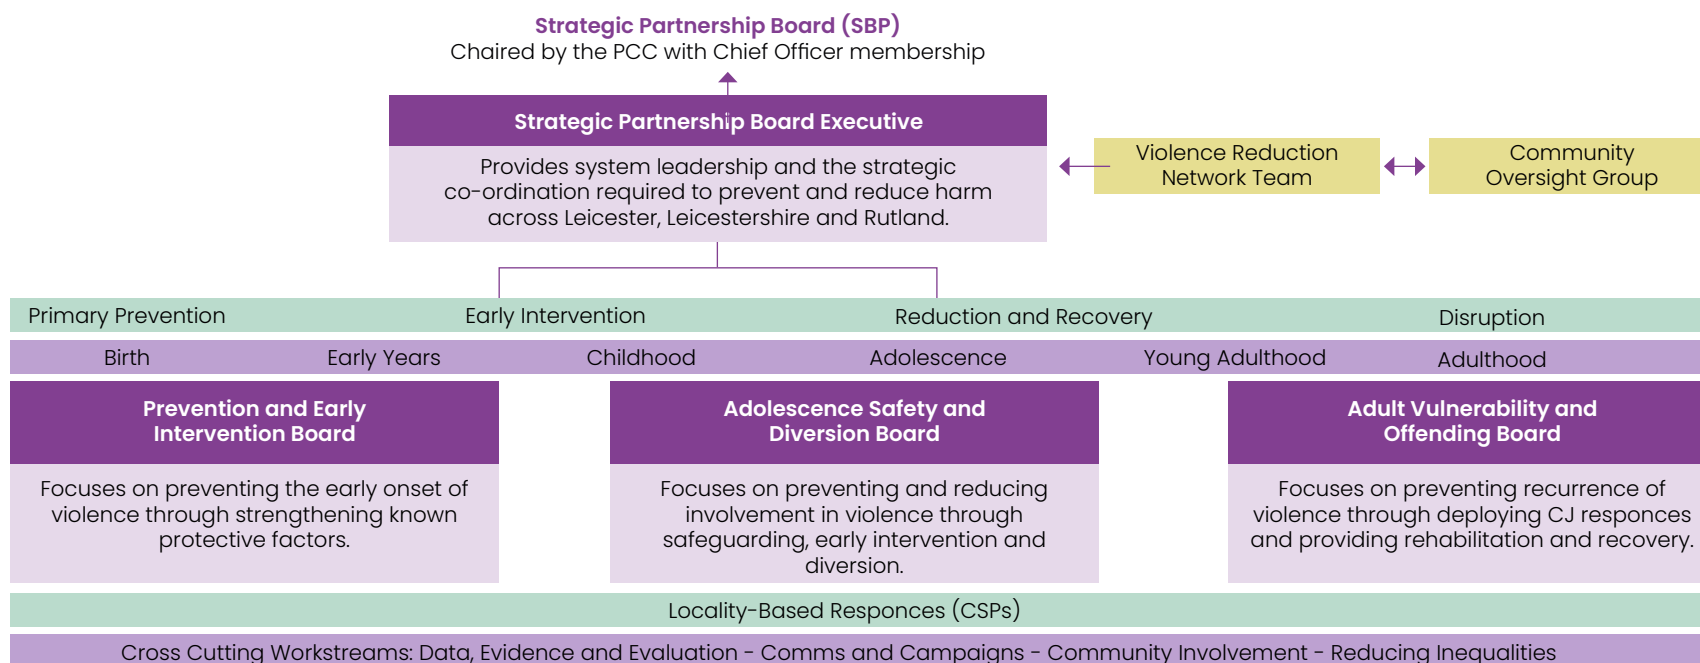 Strategic Partnership Board (SBP)
Chaired by the PCC with Chief Officer membership
Strategic Partnership Board Executive
Provides system leadership and the strategic
co-ordination required to prevent and reduce harm
across Leicester, Leicestershire and Rutland.
Violence Reduction
Network Team
Community
Oversight Group
Primary Prevention
Early Intervention
Reduction and Recovery
Disruption
Birth
Early Years
Childhood
Adolescence
Young Adulthood
Adulthood
Prevention and Early
Intervention Board
Focuses on preventing the early onset of
violence through strengthening known
protective factors.
Adolescence Safety and
Diversion Board
Focuses on preventing and reducing
involvement in violence through
safeguarding, early intervention and
diversion.
Adult Vulnerability and
Offending Board
Focuses on preventing recurrence of
violence through deploying CJ responces
and providing rehabilitation and recovery.
Locality-Based Responces (CSPs)
Cross Cutting Workstreams: Data, Evidence and Evaluation - Comms and Campaigns - Community Involvement - Reducing Inequalities